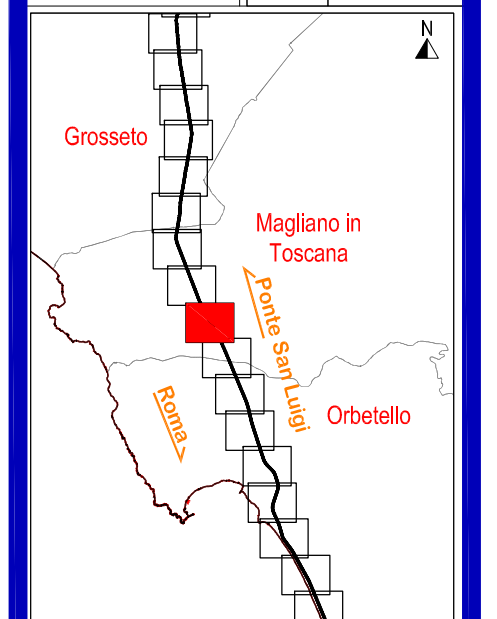 N
Grosseto
Magliano in
Toscana
Ponte San Luigi
Roma
Orbetello